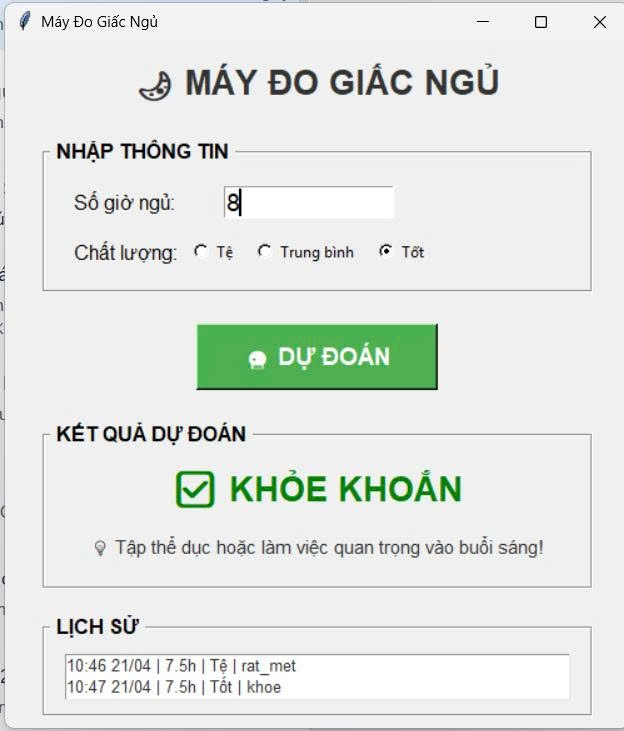 Máy Đo Giấc Ngủ
MÁY ĐO GIẤC NGỦ
NHẬP THÔNG TIN
Số giờ ngủ: 8
Chất lượng: Tệ Trung bình Tốt
DỰ ĐOÁN
KẾT QUẢ DỰ ĐOÁN
KHỎE KHOẮN
Tập thể dục hoặc làm việc quan trọng vào buổi sáng!
LỊCH SỬ
10:46 21/04 | 7.5h | Tệ | rat_met
10:47 21/04 | 7.5h | Tốt | khoe